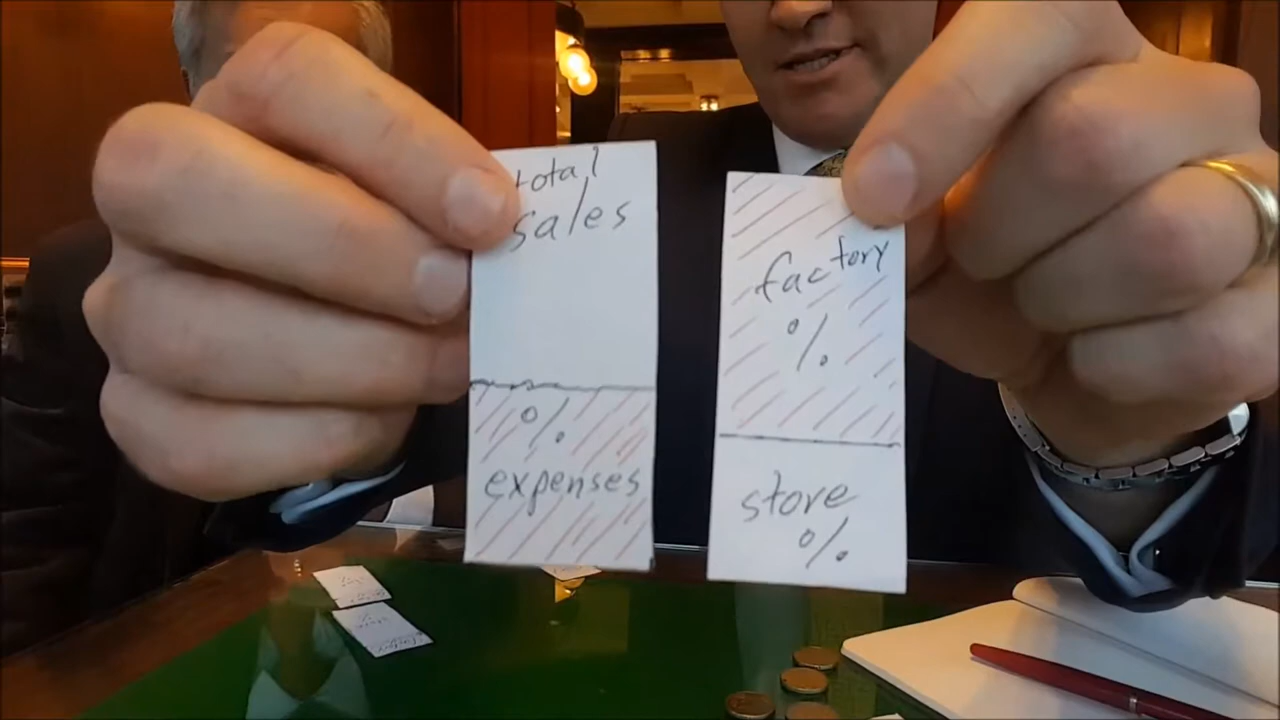 total
sales
%
expenses
factory
%
store
%